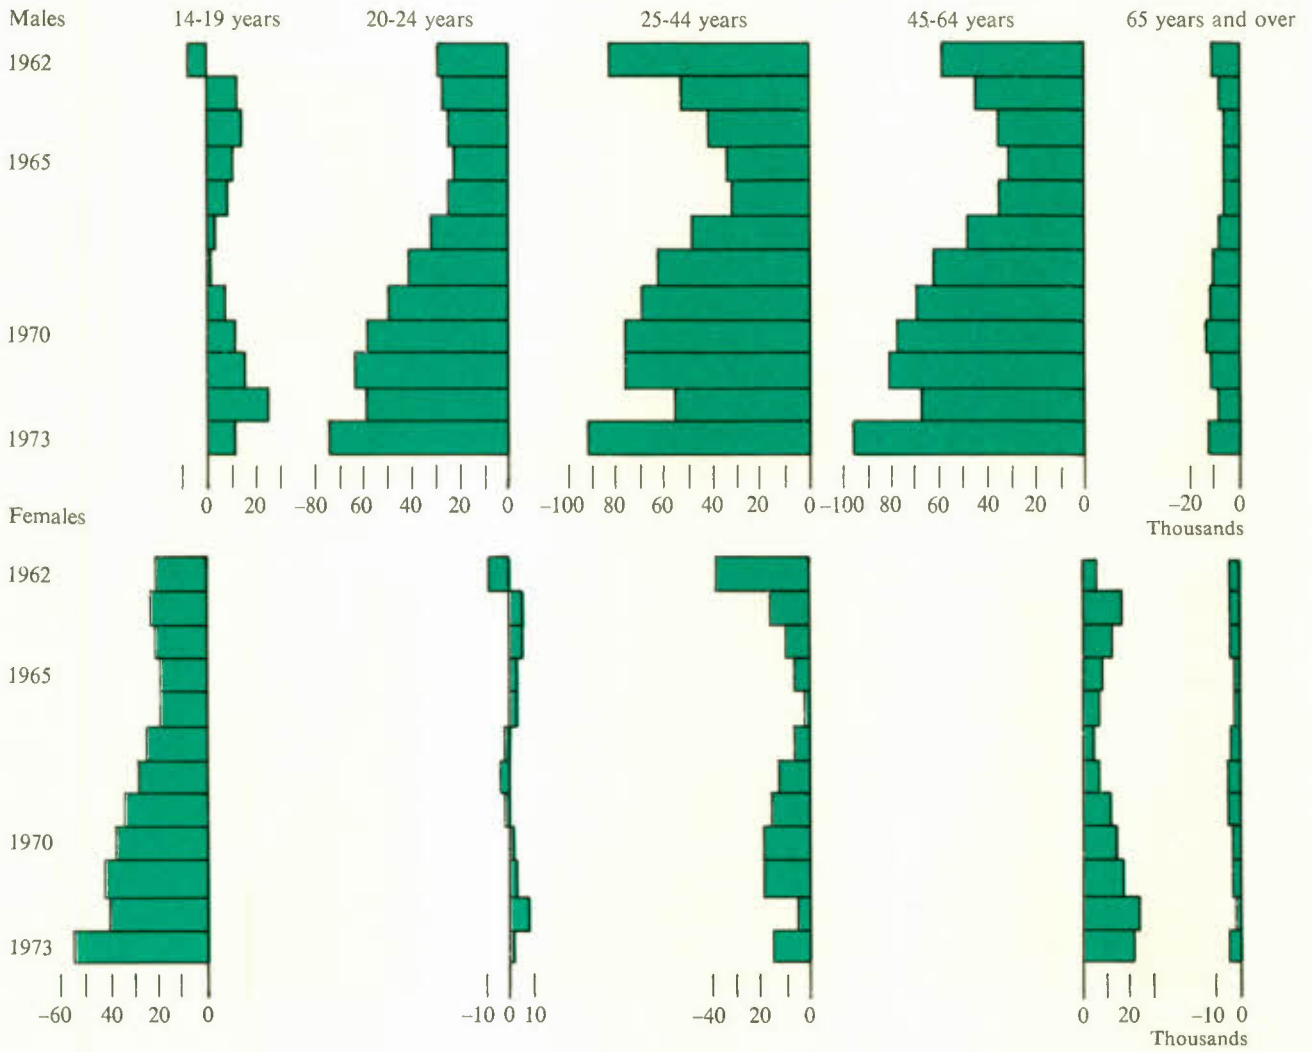 Males 14-19 years 20-24 years 25-44 years 45-64 years 65 years and over
1962
1965
1970
1973
0 20 –80 60 40 20 0 –100 80 60 40 20 0 –100 80 60 40 20 0 –20 0
Thousands
Females
1962
1965
1970
1973
–60 40 20 0 –10 0 10 –40 20 0 0 20 –10 0
Thousands